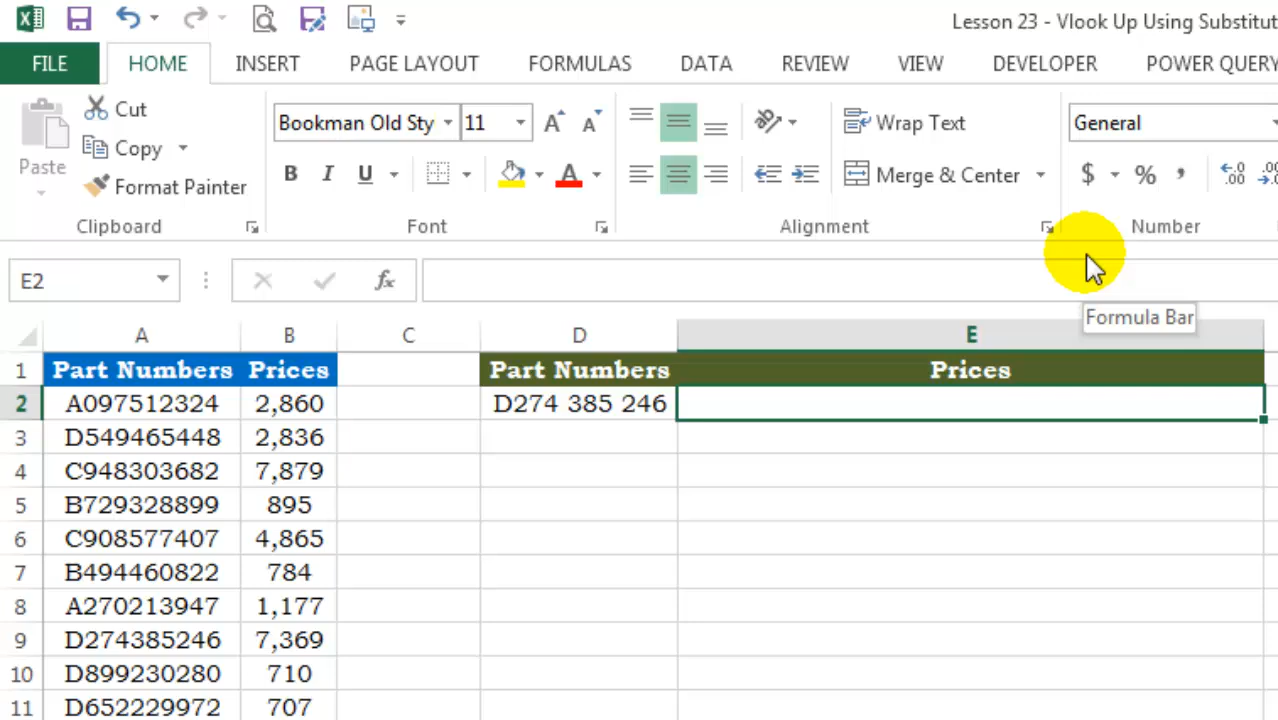 Lesson 23 - Vlook Up Using Substitut
FILE HOME INSERT PAGE LAYOUT FORMULAS DATA REVIEW VIEW DEVELOPER POWER QUERY
Cut
Copy
Format Painter
Paste
Clipboard
Bookman Old Sty 11
B I U
Font
Wrap Text
Merge & Center
Alignment
General
$ % ,
Number
E2 fx
Formula Bar
A B C D E
1 Part Numbers Prices Part Numbers Prices
2 A097512324 2,860 D274 385 246
3 D549465448 2,836
4 C948303682 7,879
5 B729328899 895
6 C908577407 4,865
7 B494460822 784
8 A270213947 1,177
9 D274385246 7,369
10 D899230280 710
11 D652229972 707